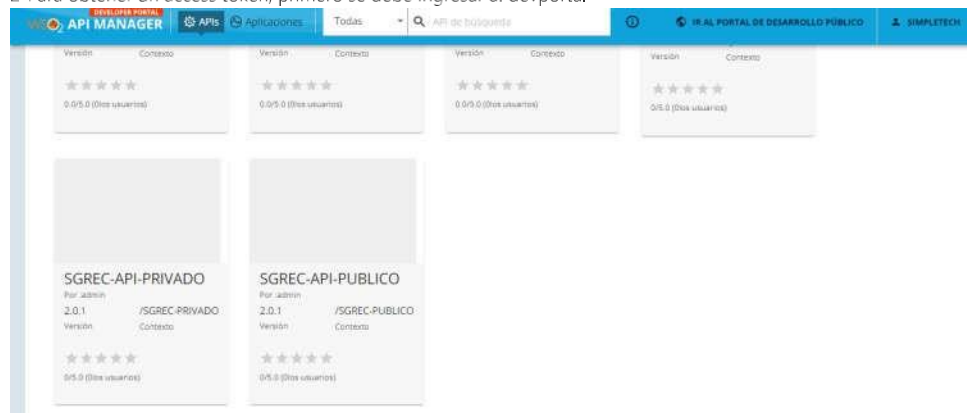 2 Para obtener un access token, primero se debe ingresar al devportal
DEVELOPER PORTAL
WSO2 API MANAGER APIs Aplicaciones Todas API de búsqueda IR AL PORTAL DE DESARROLLO PÚBLICO SIMPLETECH
Versión Contexto Versión Contexto Versión Contexto Versión Contexto
0.0/5.0 (0los usuarios) 0.0/5.0 (0los usuarios) 0.0/5.0 (0los usuarios) 0/5.0 (0los usuarios)
SGREC-API-PRIVADO SGREC-API-PUBLICO
Por :admin Por :admin
2.0.1 /SGREC-PRIVADO 2.0.1 /SGREC-PUBLICO
Versión Contexto Versión Contexto
0/5.0 (0los usuarios) 0/5.0 (0los usuarios)